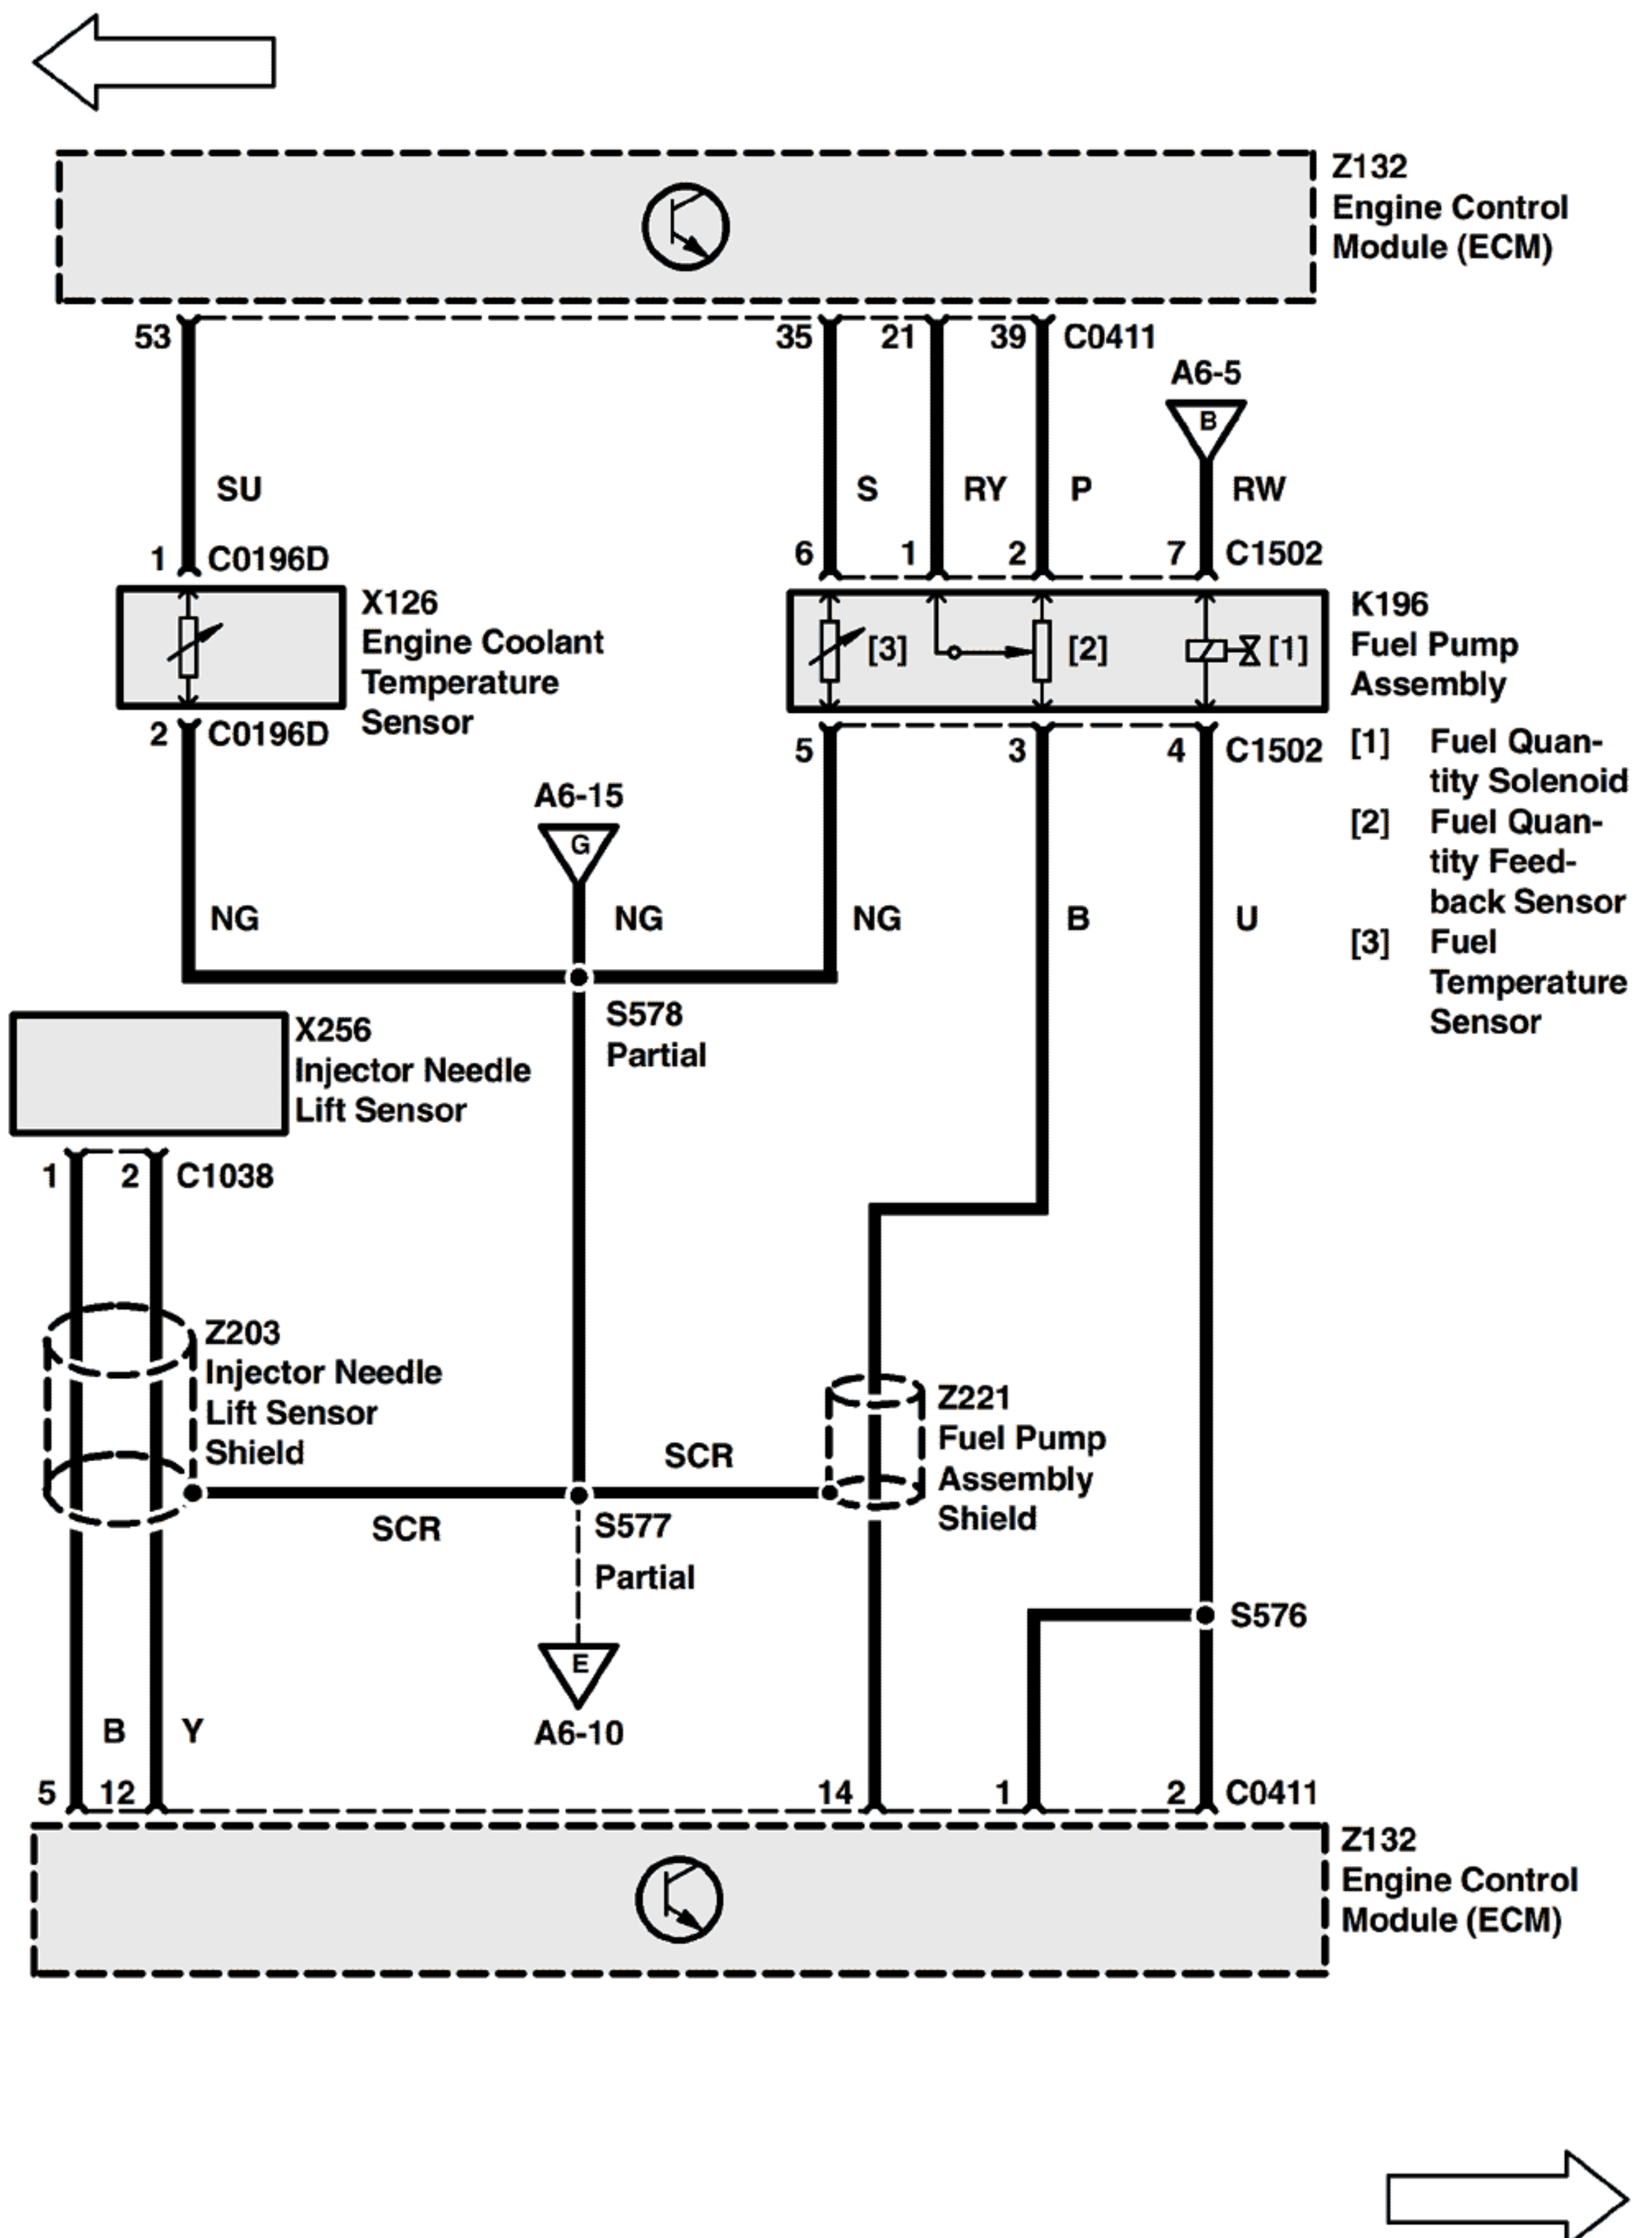 Z132
Engine Control
Module (ECM)
53
35
21
39
C0411
A6-5
B
SU
S
RY
P
RW
1
C0196D
6
1
2
7
C1502
X126
Engine Coolant
Temperature
Sensor
[3]
[2]
[1]
K196
Fuel Pump
Assembly
2
C0196D
5
3
4
C1502
[1] Fuel Quan-
tity Solenoid
[2] Fuel Quan-
tity Feed-
back Sensor
[3] Fuel
Temperature
Sensor
A6-15
G
NG
NG
NG
B
U
S578
Partial
X256
Injector Needle
Lift Sensor
1
2
C1038
Z203
Injector Needle
Lift Sensor
Shield
Z221
Fuel Pump
Assembly
Shield
SCR
SCR
S577
Partial
S576
E
A6-10
B
Y
5
12
14
1
2
C0411
Z132
Engine Control
Module (ECM)